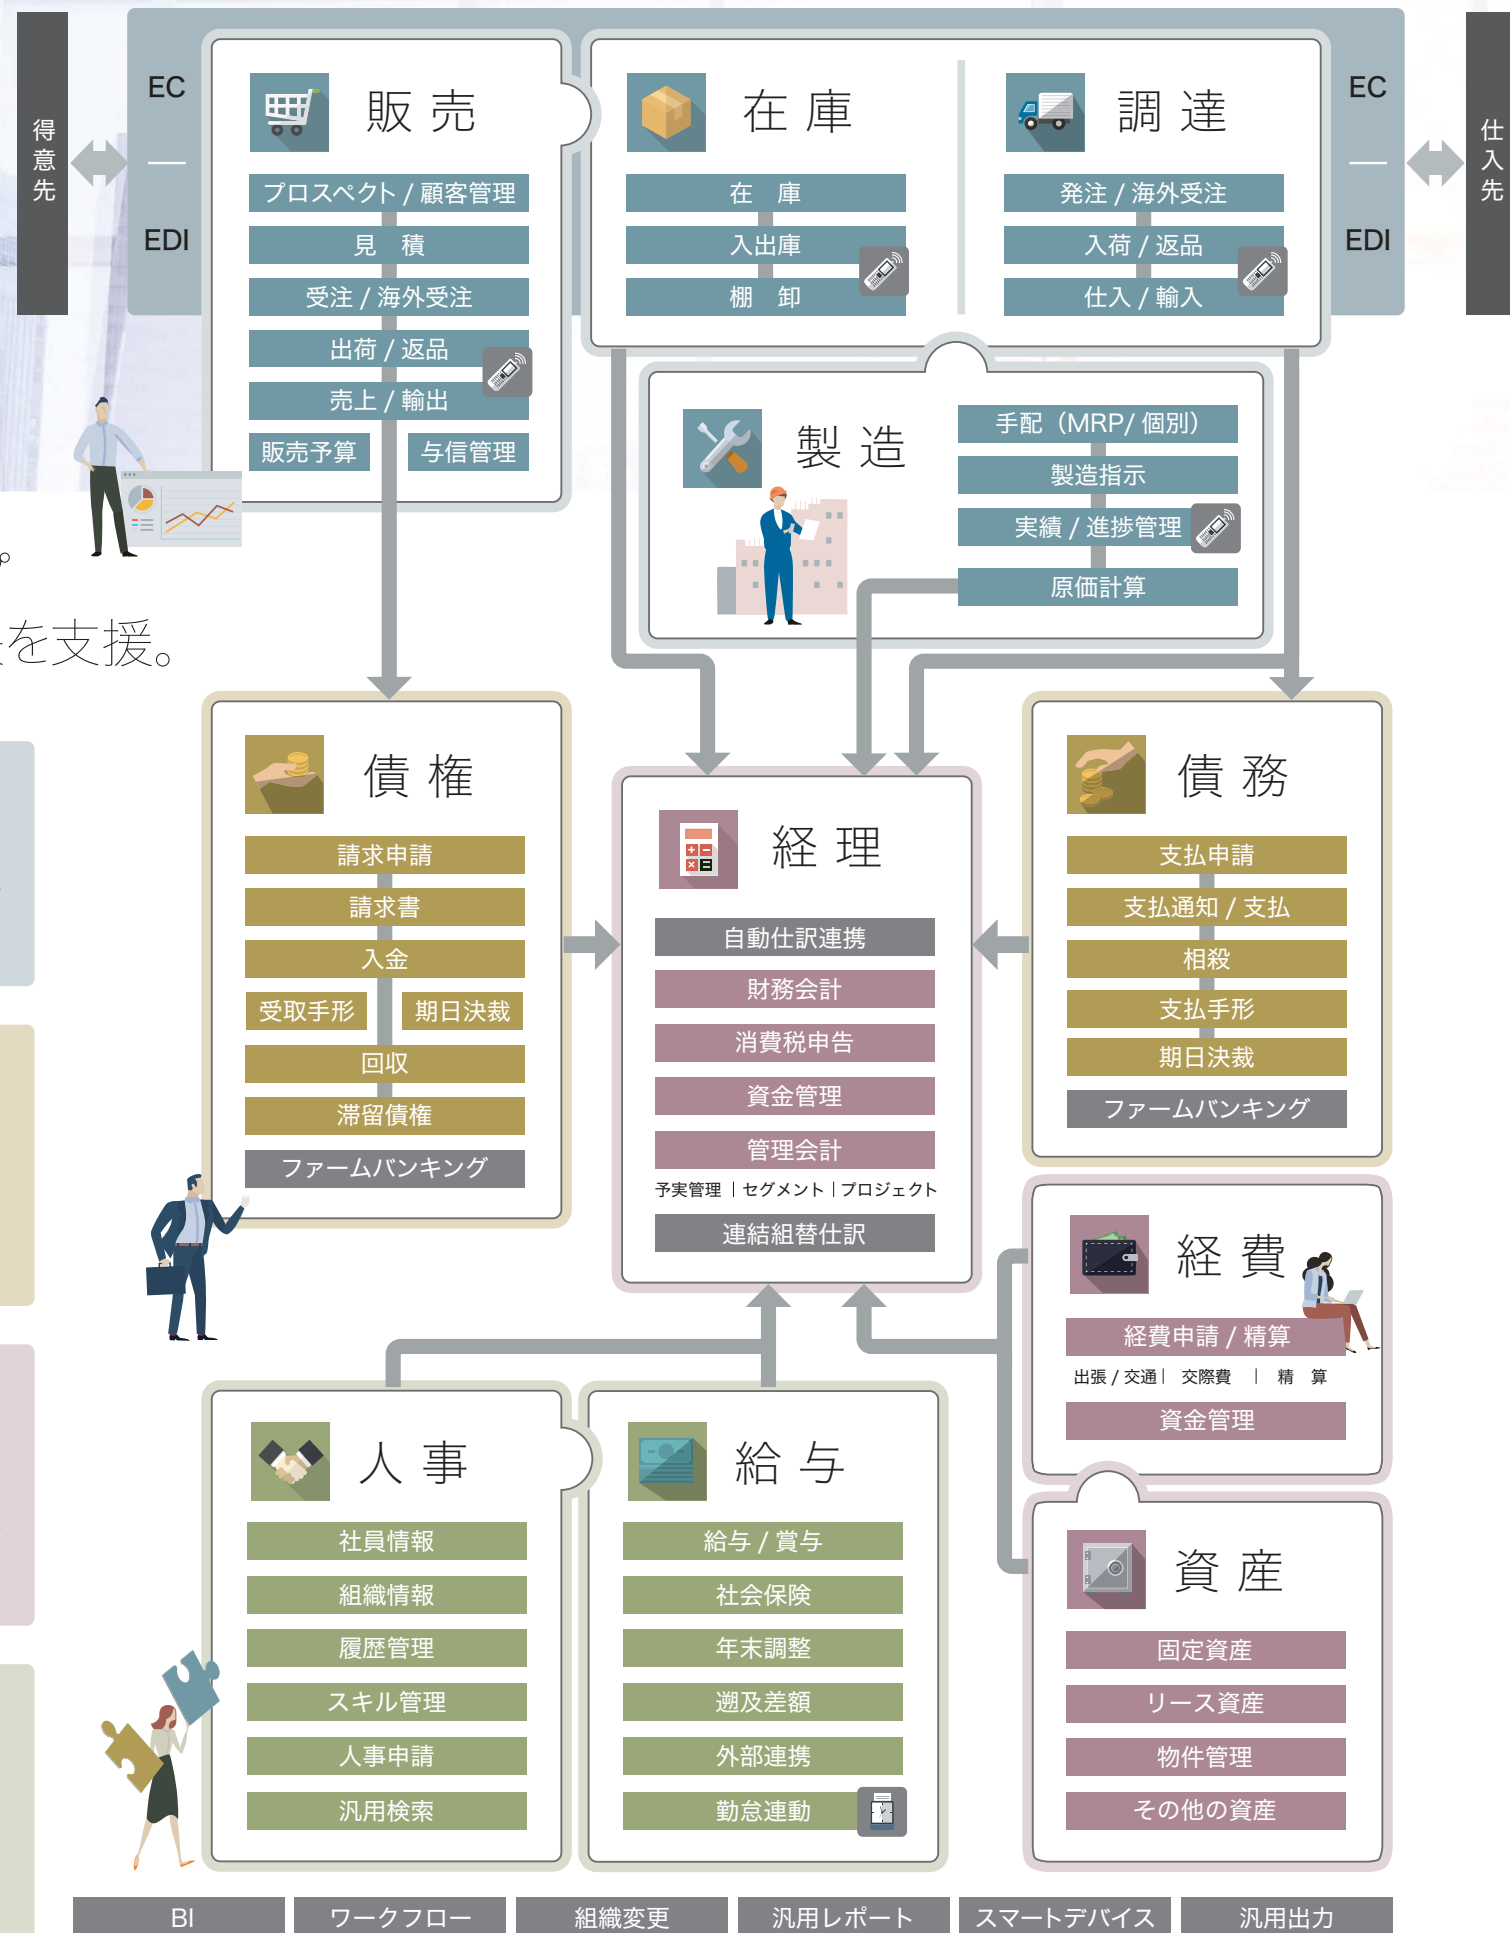 得意先
EC
EDI
販売
プロスペクト / 顧客管理
見　積
受注 / 海外受注
出荷 / 返品
売上 / 輸出
販売予算
与信管理
在庫
在　庫
入出庫
棚　卸
調達
発注 / 海外受注
入荷 / 返品
仕入 / 輸入
EC
EDI
仕入先
製造
手配（MRP/ 個別）
製造指示
実績 / 進捗管理
原価計算
。
を支援。
債権
請求申請
請求書
入金
受取手形
期日決裁
回収
滞留債権
ファームバンキング
経理
自動仕訳連携
財務会計
消費税申告
資金管理
管理会計
予実管理｜セグメント｜プロジェクト
連結組替仕訳
債務
支払申請
支払通知 / 支払
相殺
支払手形
期日決裁
ファームバンキング
経費
経費申請 / 精算
出張 / 交通｜ 交際費 ｜ 精　算
資金管理
人事
社員情報
組織情報
履歴管理
スキル管理
人事申請
汎用検索
給与
給与 / 賞与
社会保険
年末調整
遡及差額
外部連携
勤怠連動
資産
固定資産
リース資産
物件管理
その他の資産
BI
ワークフロー
組織変更
汎用レポート
スマートデバイス
汎用出力